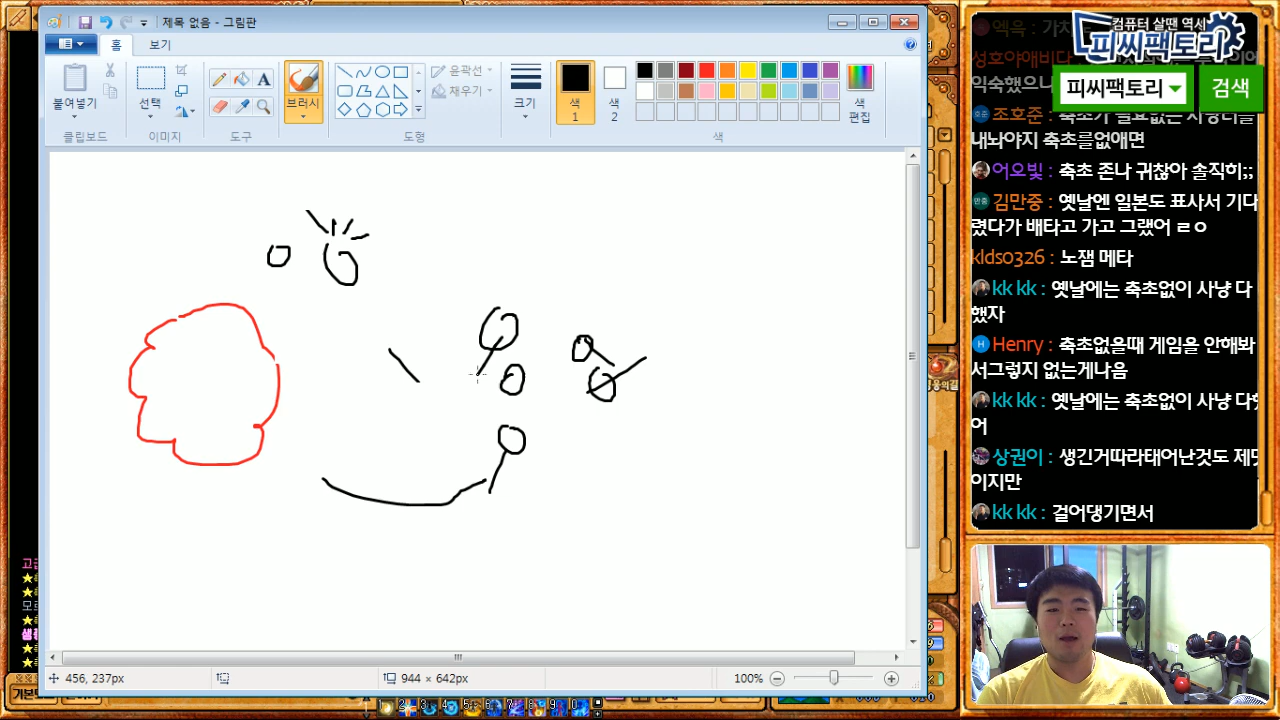 제목 없음 - 그림판
홈
보기
붙여넣기
선택
A
브러시
윤곽선
채우기
크기
색
1
색
2
색
편집
클립보드
이미지
도구
도형
색
456, 237px
944 × 642px
100%
컴퓨터 살땐 역시
피씨팩토리
피씨팩토리
검색
익숙했으니
조호준 :
내놔야지 축초를없애면
어오빛 : 축초 존나 귀찮아 솔직히;;
김만중 : 옛날엔 일본도 표사서 기다
렸다가 배타고 가고 그랬어 ㄹㅇ
klds0326 : 노잼 메타
kk kk : 옛날에는 축초없이 사냥 다
했자
Henry : 축초없을때 게임을 안해봐
서그렇지 없는게나음
kk kk : 옛날에는 축초없이 사냥 다했
어
상권이 : 생긴거따라태어난것도 제멋
이지만
kk kk : 걸어댕기면서